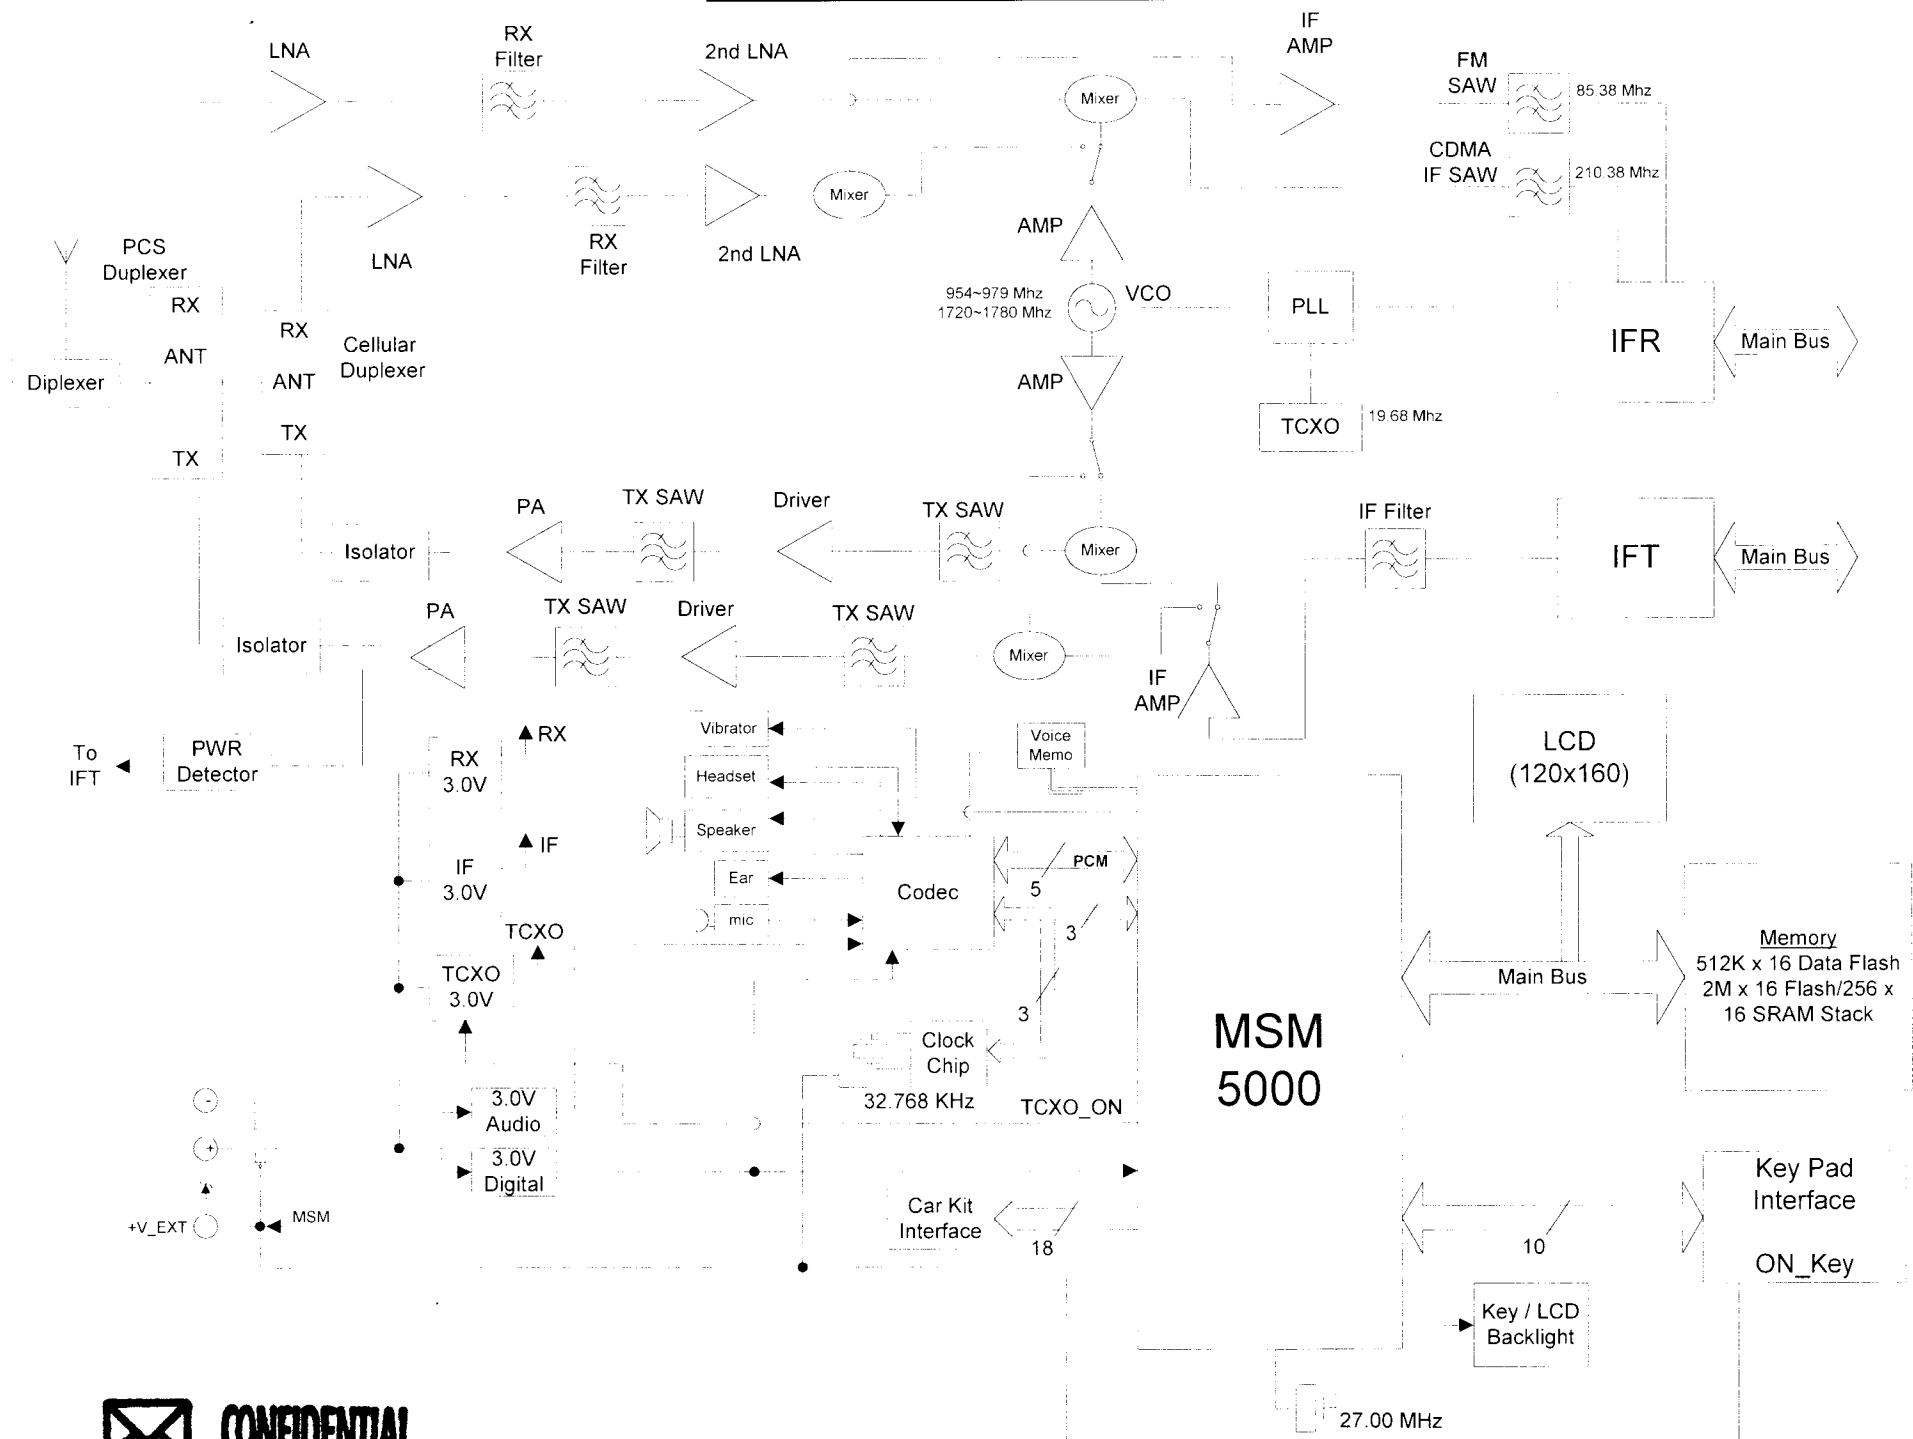 LNA
RX
Filter
2nd LNA
Mixer
IF
AMP
FM
SAW
85.38 Mhz
CDMA
IF SAW
210.38 Mhz
LNA
RX
Filter
2nd LNA
Mixer
AMP
PCS
Duplexer
RX
ANT
TX
RX
ANT
TX
Cellular
Duplexer
Diplexer
954~979 Mhz
1720~1780 Mhz
VCO
PLL
IFR
Main Bus
AMP
TCXO
19.68 Mhz
Isolator
PA
TX SAW
Driver
TX SAW
Mixer
IF Filter
IFT
Main Bus
Isolator
PA
TX SAW
Driver
TX SAW
Mixer
IF
AMP
To
IFT
PWR
Detector
RX
3.0V
RX
IF
3.0V
IF
TCXO
3.0V
TCXO
Vibrator
Headset
Speaker
Ear
mic
Voice
Memo
Codec
PCM
5
3
3
Clock
Chip
32.768 KHz
TCXO_ON
MSM
5000
LCD
(120x160)
Main Bus
Memory
512K x 16 Data Flash
2M x 16 Flash/256 x
16 SRAM Stack
-
+
+V_EXT
MSM
3.0V
Audio
3.0V
Digital
Car Kit
Interface
18
10
Key Pad
Interface
ON_Key
Key / LCD
Backlight
27.00 MHz
CONFIDENTIAL